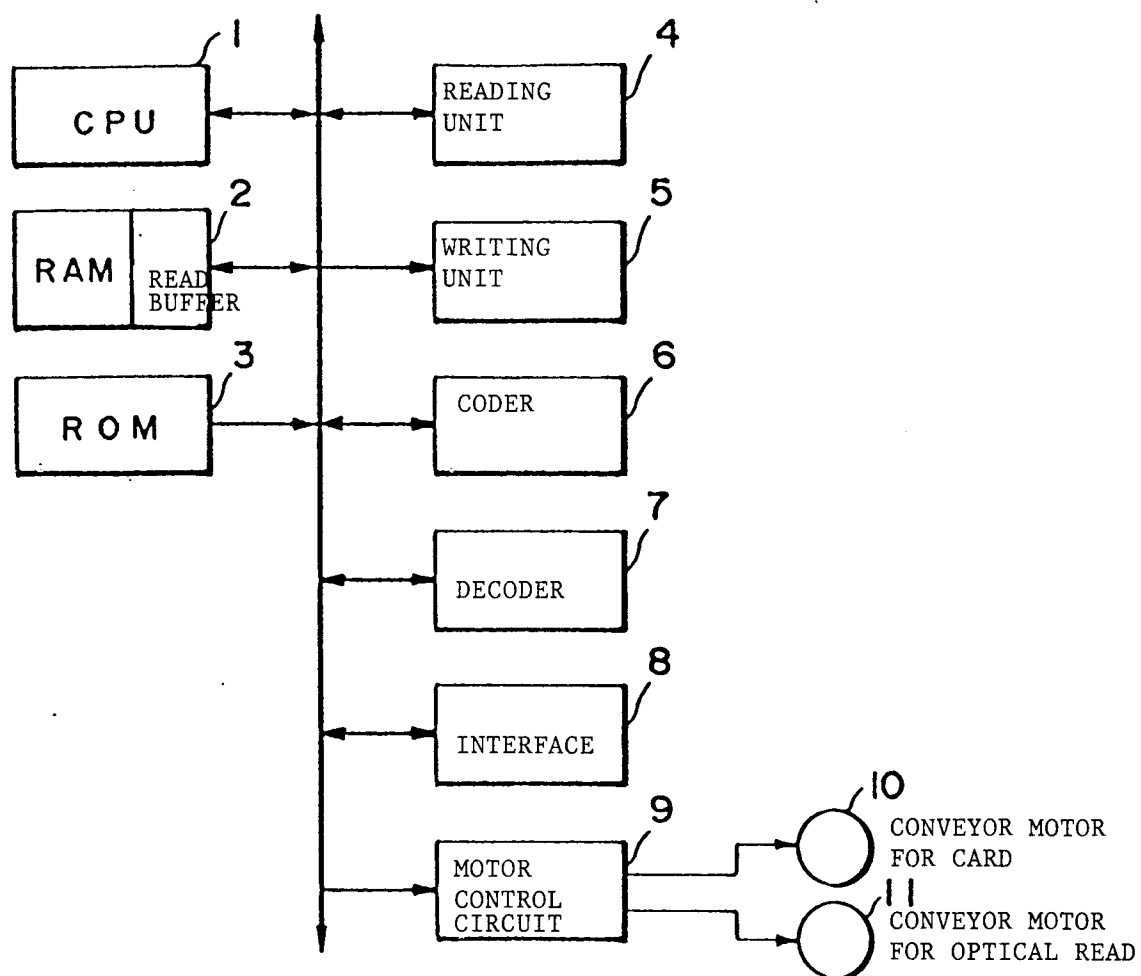 1
CPU
2
RAM
READ
BUFFER
3
ROM
4
READING
UNIT
5
WRITING
UNIT
6
CODER
7
DECODER
8
INTERFACE
9
MOTOR
CONTROL
CIRCUIT
10
CONVEYOR MOTOR
FOR CARD
11
CONVEYOR MOTOR
FOR OPTICAL READ